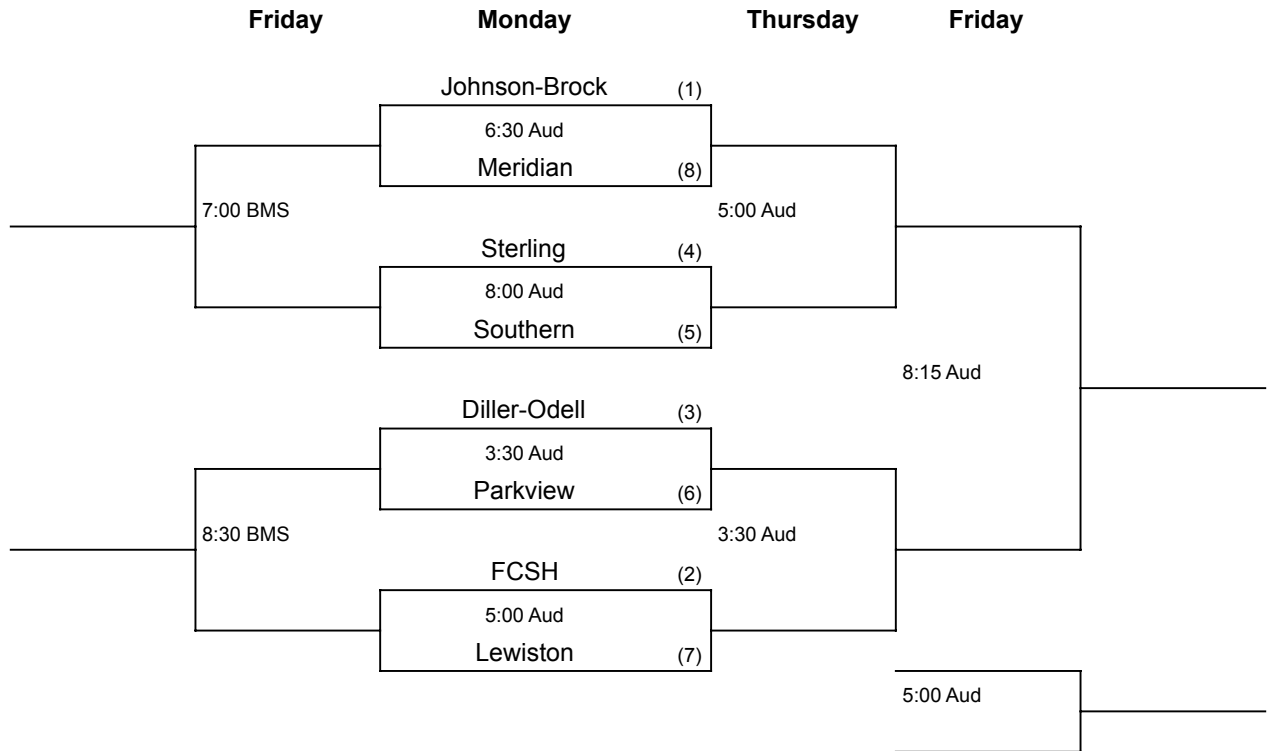 Friday Monday Thursday Friday
Johnson-Brock (1)
6:30 Aud
Meridian (8)
7:00 BMS 5:00 Aud
Sterling (4)
8:00 Aud
Southern (5)
8:15 Aud
Diller-Odell (3)
3:30 Aud
Parkview (6)
8:30 BMS 3:30 Aud
FCSH (2)
5:00 Aud
Lewiston (7)
5:00 Aud